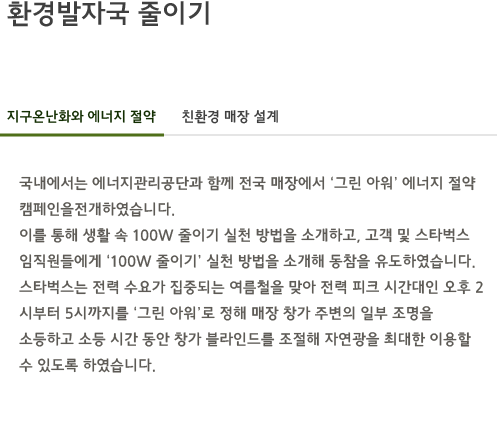 환경발자국 줄이기
지구온난화와 에너지 절약 친환경 매장 설계
국내에서는 에너지관리공단과 함께 전국 매장에서 ‘그린 아워’ 에너지 절약
캠페인을전개하였습니다.
이를 통해 생활 속 100W 줄이기 실천 방법을 소개하고, 고객 및 스타벅스
임직원들에게 ‘100W 줄이기’ 실천 방법을 소개해 동참을 유도하였습니다.
스타벅스는 전력 수요가 집중되는 여름철을 맞아 전력 피크 시간대인 오후 2
시부터 5시까지를 ‘그린 아워’로 정해 매장 창가 주변의 일부 조명을
소등하고 소등 시간 동안 창가 블라인드를 조절해 자연광을 최대한 이용할
수 있도록 하였습니다.